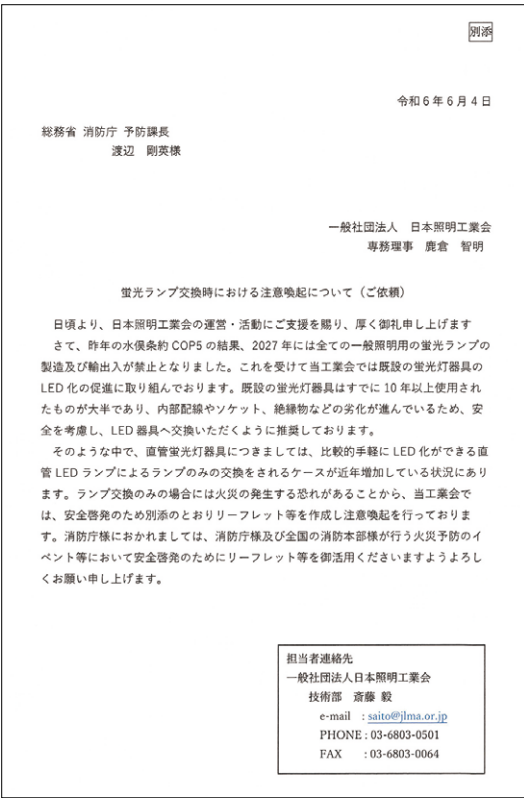 別添
令和6年6月4日
総務省 消防庁 予防課長
渡辺 剛英様
一般社団法人 日本照明工業会
専務理事 鹿倉 智明
蛍光ランプ交換時における注意喚起について(ご依頼)
日頃より、日本照明工業会の運営・活動にご支援を賜り、厚く御礼申し上げます
さて、昨年の水俣条約 COP5 の結果、2027 年には全ての一般照明用の蛍光ランプの
製造及び輸出入が禁止となりました。これを受けて当工業会では既設の蛍光灯器具の
LED 化の促進に取り組んでおります。既設の蛍光灯器具はすでに 10 年以上使用され
たものが大半であり、内部配線やソケット、絶縁物などの劣化が進んでいるため、安
全を考慮し、LED 器具へ交換いただくように推奨しております。
そのような中で、直管蛍光灯器具につきましては、比較的手軽に LED 化ができる直
管 LED ランプによるランプのみの交換をされるケースが近年増加している状況にあり
ます。ランプ交換のみの場合には火災の発生する恐れがあることから、当工業会で
は、安全啓発のため別添のとおりリーフレット等を作成し注意喚起を行っておりま
す。消防庁様におかれましては、消防庁様及び全国の消防本部様が行う火災予防のイ
ベント等において安全啓発のためにリーフレット等を御活用くださいますようよろし
くお願い申し上げます。
担当者連絡先
一般社団法人日本照明工業会
技術部 斎藤 毅
e-mail : saito@jlma.or.jp
PHONE : 03-6803-0501
FAX : 03-6803-0064